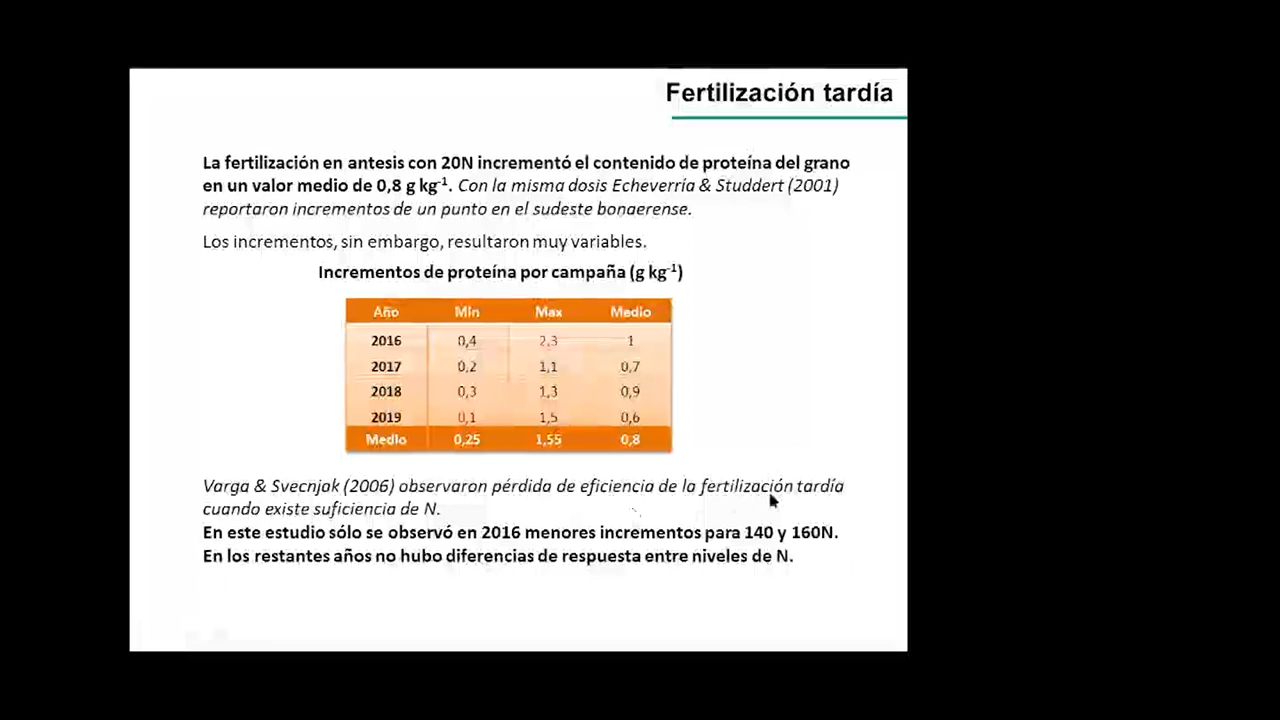 Fertilización tardía
La fertilización en antesis con 20N incrementó el contenido de proteína del grano
en un valor medio de 0,8 g kg⁻¹. Con la misma dosis Echeverría & Studdert (2001)
reportaron incrementos de un punto en el sudeste bonaerense.
Los incrementos, sin embargo, resultaron muy variables.
Incrementos de proteína por campaña (g kg⁻¹)
Año Min Max Medio
2016 0,4 2,3 1
2017 0,2 1,1 0,7
2018 0,3 1,3 0,9
2019 0,1 1,5 0,6
Medio 0,25 1,55 0,8
Varga & Svecnjak (2006) observaron pérdida de eficiencia de la fertilización tardía
cuando existe suficiencia de N.
En este estudio sólo se observó en 2016 menores incrementos para 140 y 160N.
En los restantes años no hubo diferencias de respuesta entre niveles de N.